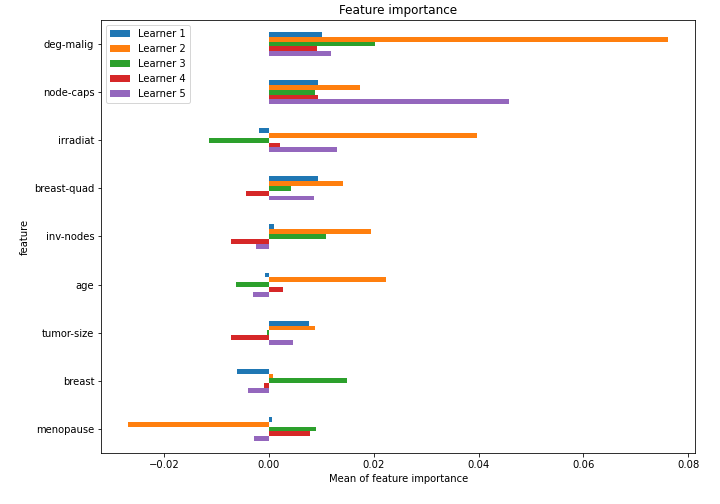 Feature importance
Learner 1
Learner 2
Learner 3
Learner 4
Learner 5
deg-malig
node-caps
irradiat
breast-quad
inv-nodes
age
tumor-size
breast
menopause
feature
−0.02 0.00 0.02 0.04 0.06 0.08
Mean of feature importance